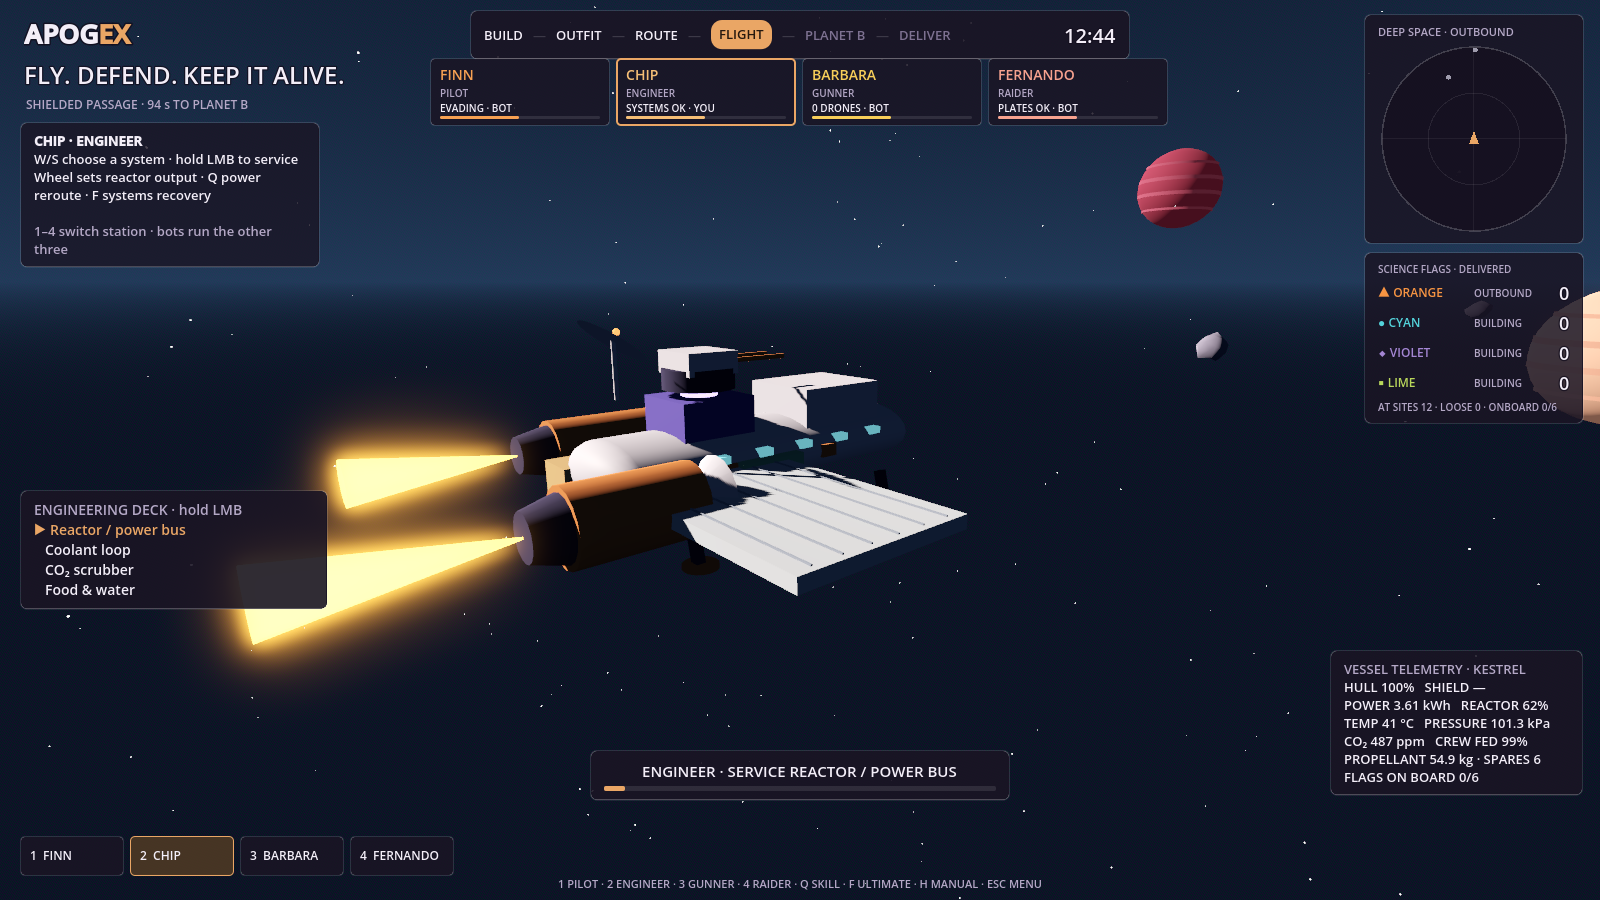 APOGEX
FLY. DEFEND. KEEP IT ALIVE.
SHIELDED PASSAGE · 94 s TO PLANET B
BUILD — OUTFIT — ROUTE — FLIGHT — PLANET B — DELIVER 12:44
FINN
PILOT
EVADING · BOT
CHIP
ENGINEER
SYSTEMS OK · YOU
BARBARA
GUNNER
0 DRONES · BOT
FERNANDO
RAIDER
PLATES OK · BOT
DEEP SPACE · OUTBOUND
CHIP · ENGINEER
W/S choose a system · hold LMB to service
Wheel sets reactor output · Q power
reroute · F systems recovery
1–4 switch station · bots run the other
three
SCIENCE FLAGS · DELIVERED
▲ ORANGE OUTBOUND 0
● CYAN BUILDING 0
◆ VIOLET BUILDING 0
■ LIME BUILDING 0
AT SITES 12 · LOOSE 0 · ONBOARD 0/6
ENGINEERING DECK · hold LMB
▶ Reactor / power bus
Coolant loop
CO₂ scrubber
Food & water
VESSEL TELEMETRY · KESTREL
HULL 100% SHIELD —
POWER 3.61 kWh REACTOR 62%
TEMP 41 °C PRESSURE 101.3 kPa
CO₂ 487 ppm CREW FED 99%
PROPELLANT 54.9 kg · SPARES 6
FLAGS ON BOARD 0/6
ENGINEER · SERVICE REACTOR / POWER BUS
1 FINN
2 CHIP
3 BARBARA
4 FERNANDO
1 PILOT · 2 ENGINEER · 3 GUNNER · 4 RAIDER · Q SKILL · F ULTIMATE · H MANUAL · ESC MENU